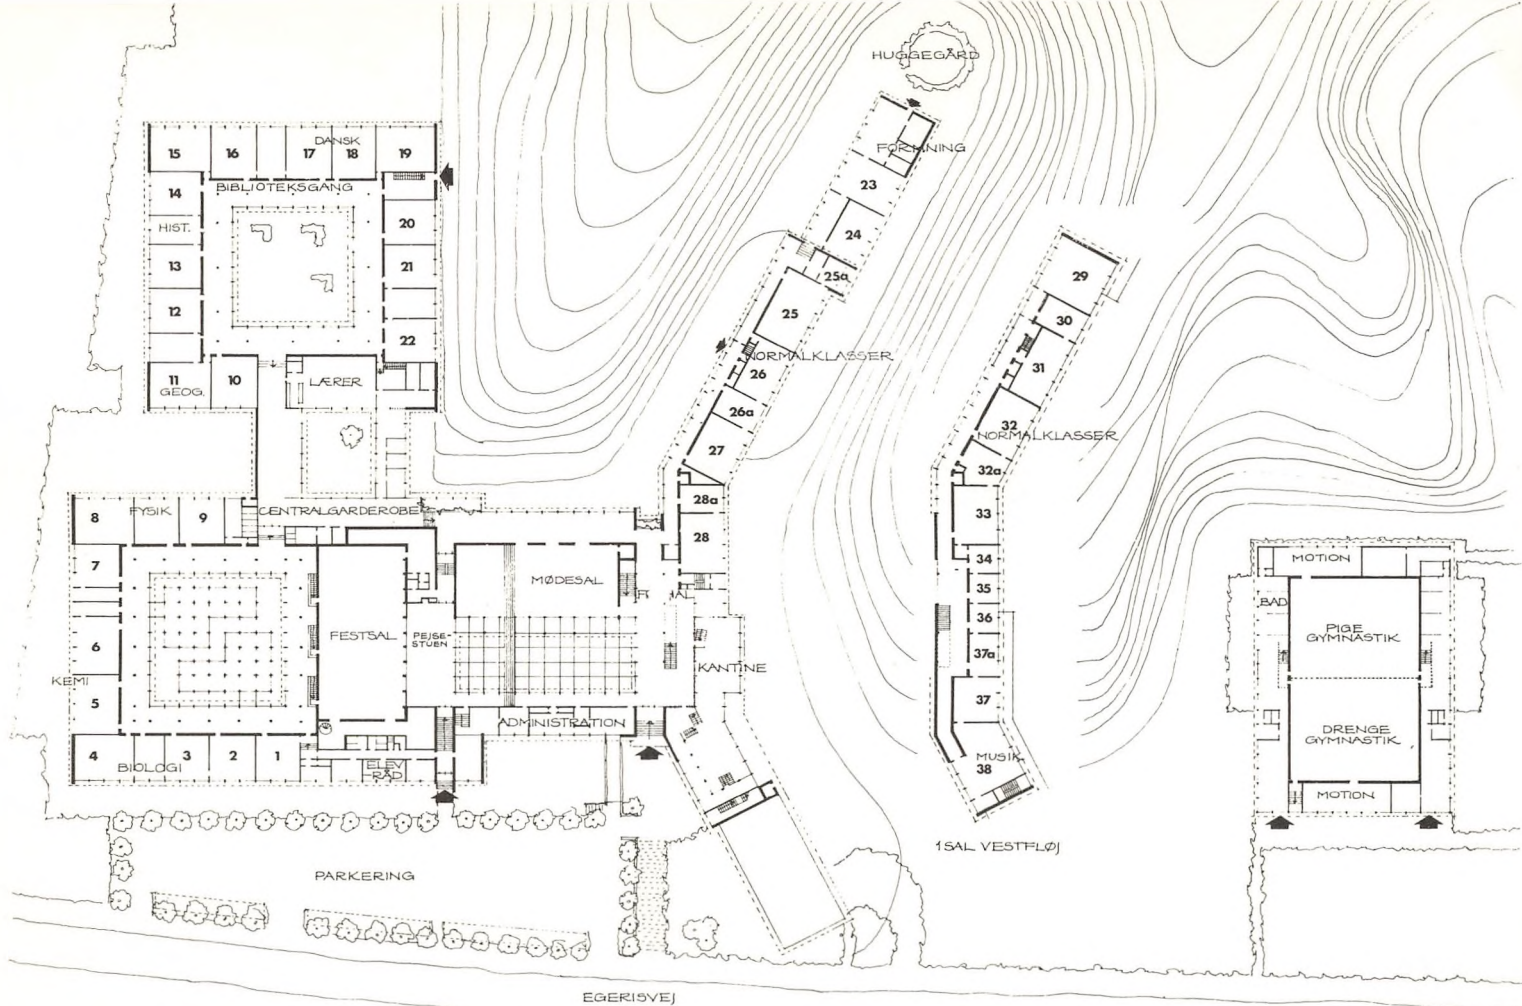 HUGGEGÅRD
FORMNING
DANSK
15
16
17
18
19
BIBLIOTEKSGANG
14
HIST.
13
12
11
GEOG.
10
LÆRER
20
21
22
23
24
25a
25
NORMALKLASSER
26
26a
27
28a
28
29
30
31
32
NORMALKLASSER
32a
33
34
35
36
37a
37
MUSIK
38
1SAL VESTFLØJ
8
FYSIK
9
CENTRALGARDEROBE
7
6
KEMI
5
4
BIOLOGI
3
2
1
FESTSAL
PEJSE-
STUEN
MØDESAL
KANTINE
ADMINISTRATION
ELEV
RÅD
MOTION
BAD
PIGE
GYMNASTIK
DRENGE
GYMNASTIK
MOTION
PARKERING
EGERISVEJ